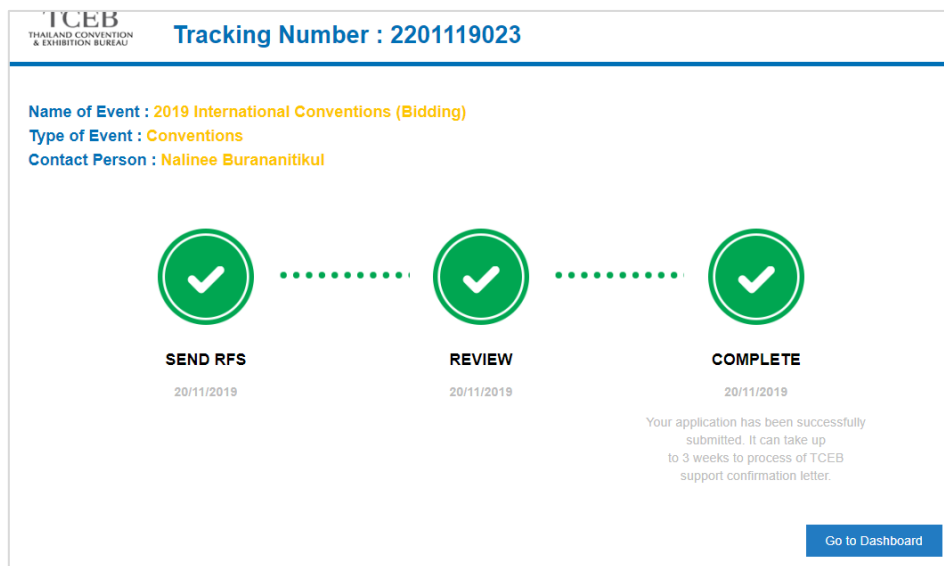 TCEB
THAILAND CONVENTION
& EXHIBITION BUREAU
Tracking Number : 2201119023
Name of Event : 2019 International Conventions (Bidding)
Type of Event : Conventions
Contact Person : Nalinee Burananitikul
SEND RFS
REVIEW
COMPLETE
20/11/2019
20/11/2019
20/11/2019
Your application has been successfully
submitted. It can take up
to 3 weeks to process of TCEB
support confirmation letter.
Go to Dashboard